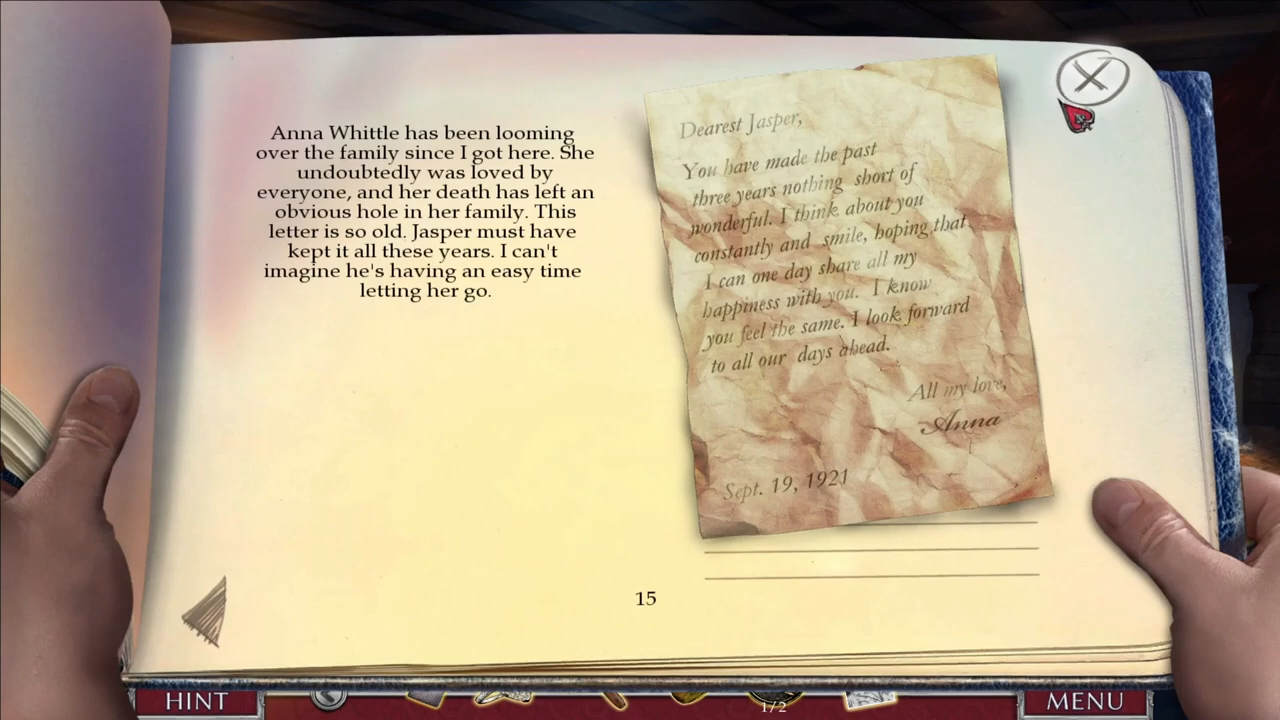 Anna Whittle has been looming
over the family since I got here. She
undoubtedly was loved by
everyone, and her death has left an
obvious hole in her family. This
letter is so old. Jasper must have
kept it all these years. I can't
imagine he's having an easy time
letting her go.
Dearest Jasper,
You have made the past
three years nothing short of
wonderful. I think about you
constantly and smile, hoping that
I can one day share all my
happiness with you. I know
you feel the same. I look forward
to all our days ahead.
All my love,
Anna
Sept. 19, 1921
15
HINT
1/2
MENU